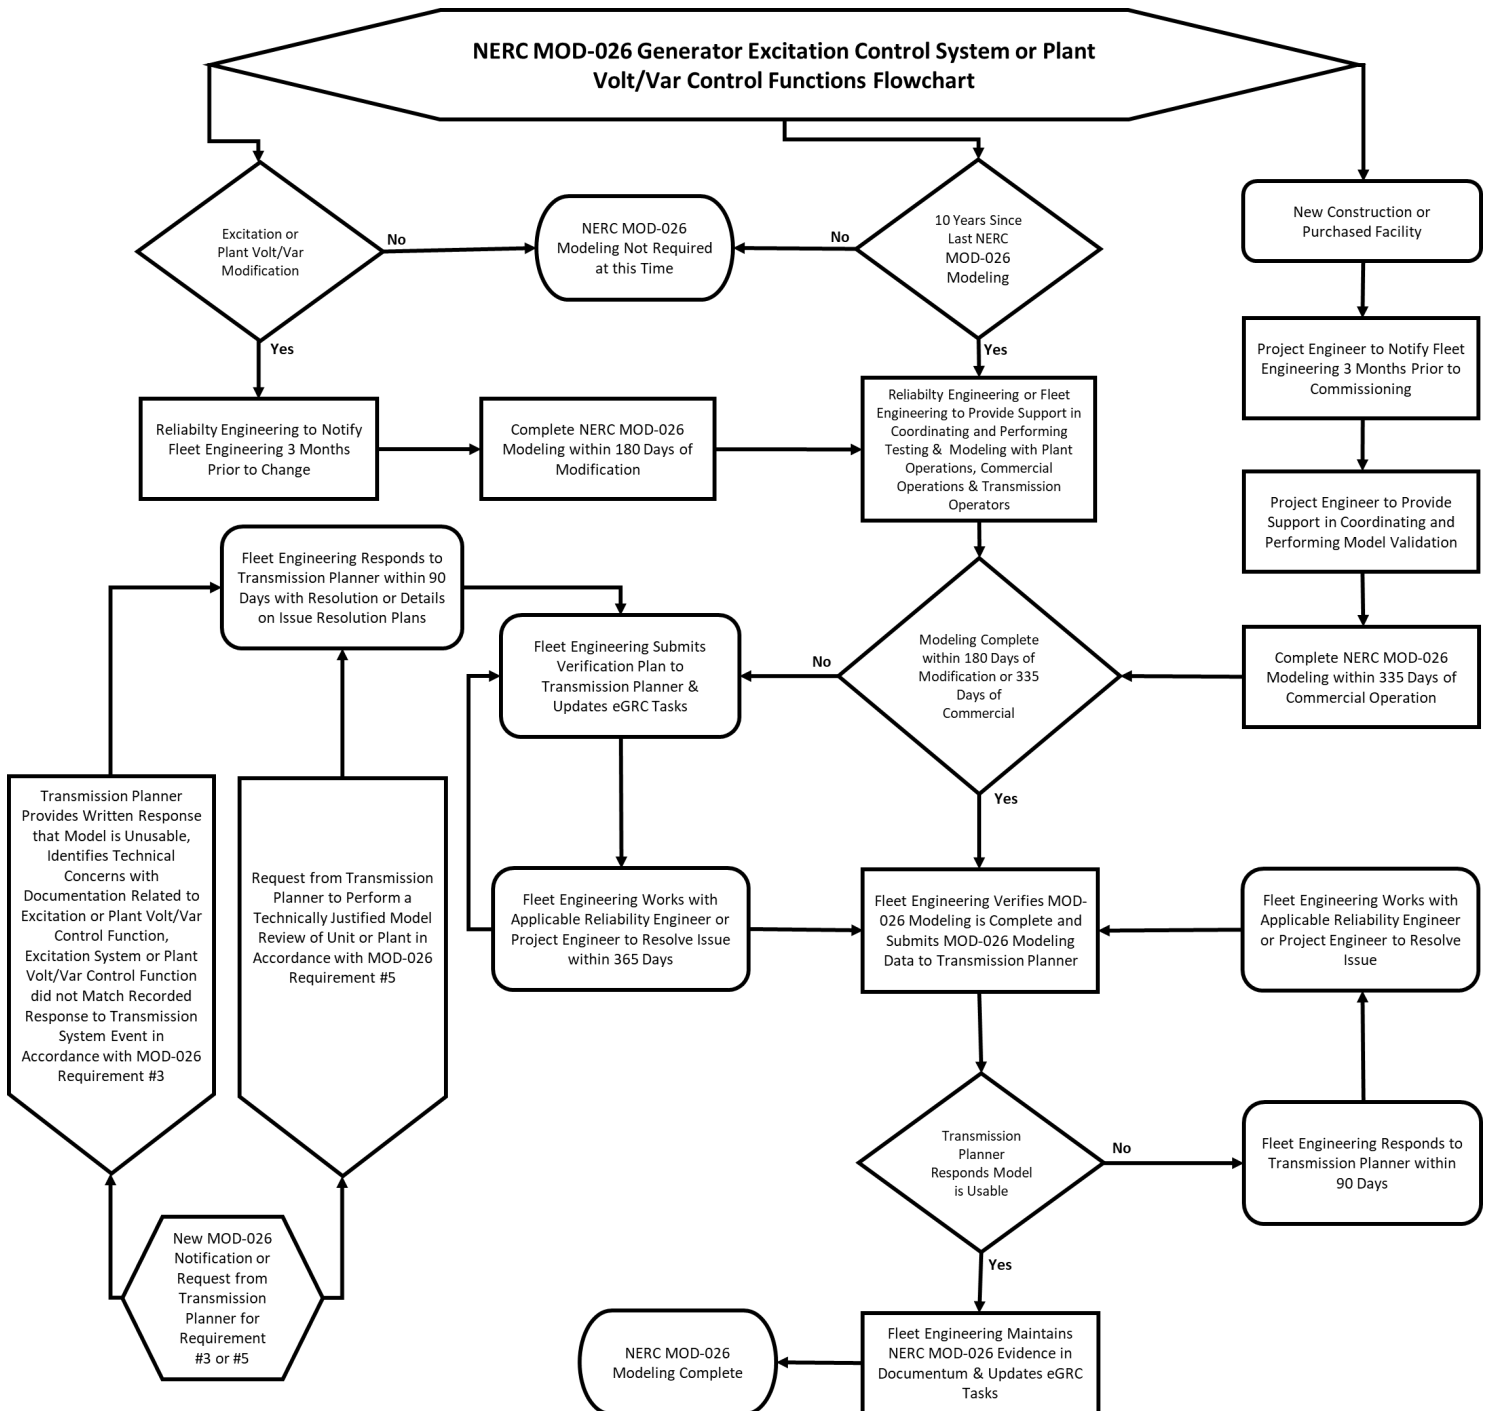 NERC MOD-026 Generator Excitation Control System or Plant
Volt/Var Control Functions Flowchart
Excitation or
Plant Volt/Var
Modification
No
NERC MOD-026
Modeling Not Required
at this Time
No
10 Years Since
Last NERC
MOD-026
Modeling
New Construction or
Purchased Facility
Yes
Yes
Project Engineer to Notify Fleet
Engineering 3 Months Prior to
Commissioning
Reliabilty Engineering to Notify
Fleet Engineering 3 Months
Prior to Change
Complete NERC MOD-026
Modeling within 180 Days of
Modification
Reliabilty Engineering or Fleet
Engineering to Provide Support in
Coordinating and Performing
Testing & Modeling with Plant
Operations, Commercial
Operations & Transmission
Operators
Project Engineer to Provide
Support in Coordinating and
Performing Model Validation
Fleet Engineering Responds to
Transmission Planner within 90
Days with Resolution or Details
on Issue Resolution Plans
Fleet Engineering Submits
Verification Plan to
Transmission Planner &
Updates eGRC Tasks
No
Modeling Complete
within 180 Days of
Modification or 335
Days of
Commercial
Complete NERC MOD-026
Modeling within 335 Days of
Commercial Operation
Yes
Transmission Planner
Provides Written Response
that Model is Unusable,
Identifies Technical
Concerns with
Documentation Related to
Excitation or Plant Volt/Var
Control Function,
Excitation System or Plant
Volt/Var Control Function
did not Match Recorded
Response to Transmission
System Event in
Accordance with MOD-026
Requirement #3
Request from Transmission
Planner to Perform a
Technically Justified Model
Review of Unit or Plant in
Accordance with MOD-026
Requirement #5
Fleet Engineering Works with
Applicable Reliability Engineer or
Project Engineer to Resolve Issue
within 365 Days
Fleet Engineering Verifies MOD-
026 Modeling is Complete and
Submits MOD-026 Modeling
Data to Transmission Planner
Fleet Engineering Works with
Applicable Reliability Engineer
or Project Engineer to Resolve
Issue
Transmission
Planner
Responds Model
is Usable
No
Fleet Engineering Responds to
Transmission Planner within
90 Days
Yes
New MOD-026
Notification or
Request from
Transmission
Planner for
Requirement
#3 or #5
NERC MOD-026
Modeling Complete
Fleet Engineering Maintains
NERC MOD-026 Evidence in
Documentum & Updates eGRC
Tasks